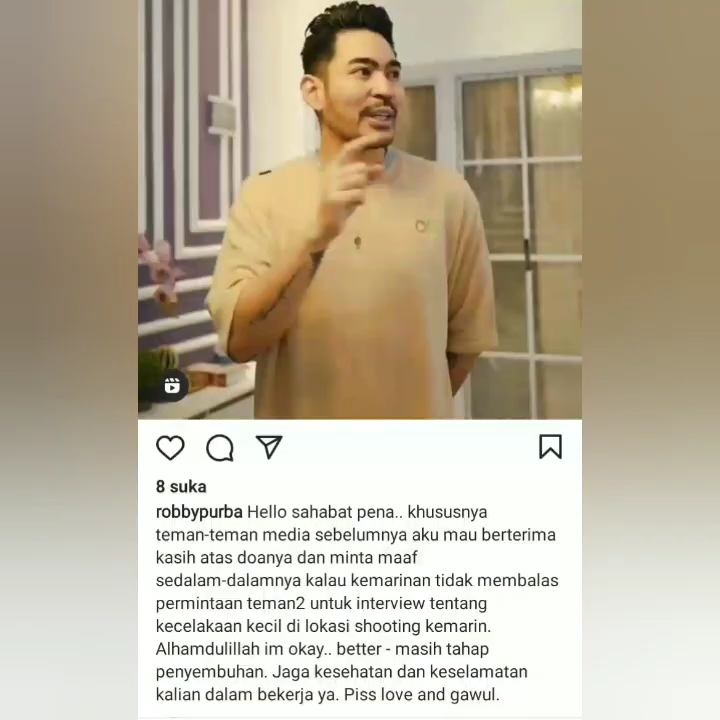 8 suka
robbypurba Hello sahabat pena.. khususnya
teman-teman media sebelumnya aku mau berterima
kasih atas doanya dan minta maaf
sedalam-dalamnya kalau kemarinan tidak membalas
permintaan teman2 untuk interview tentang
kecelakaan kecil di lokasi shooting kemarin.
Alhamdulillah im okay.. better - masih tahap
penyembuhan. Jaga kesehatan dan keselamatan
kalian dalam bekerja ya. Piss love and gawul.